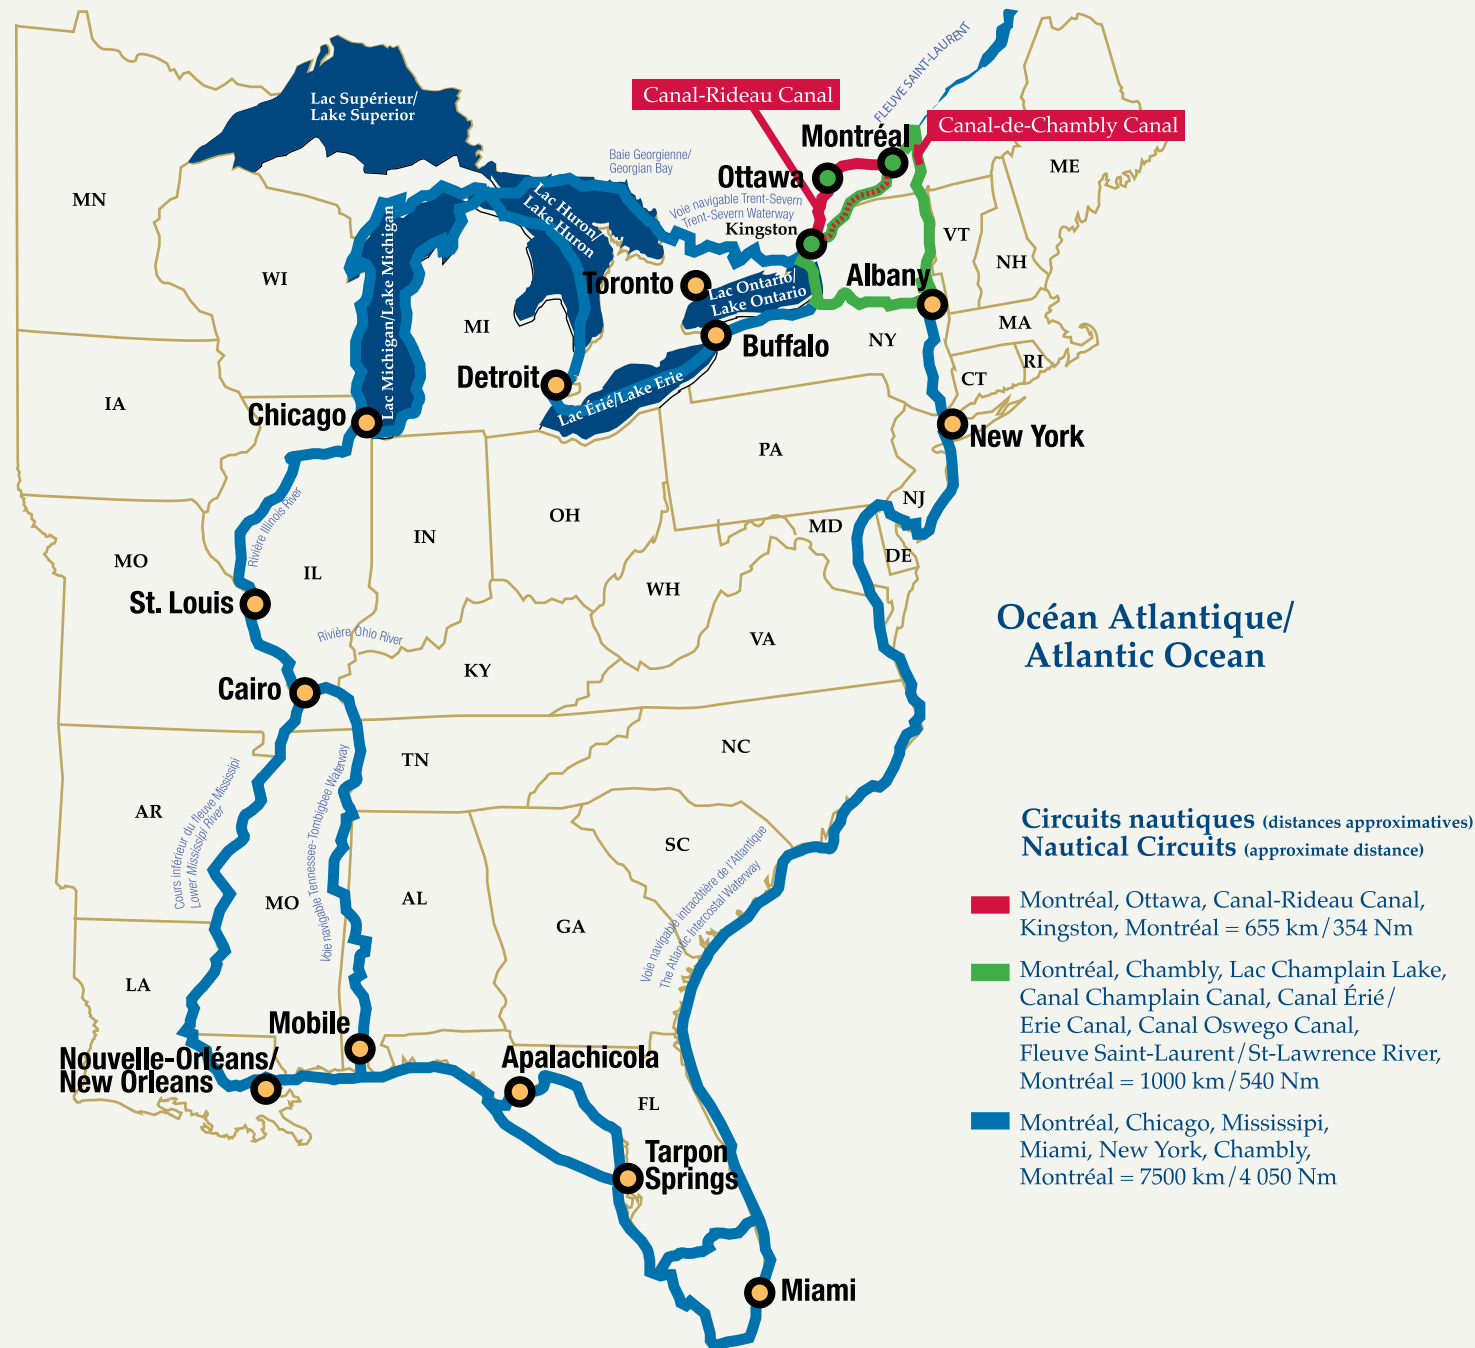 Canal-Rideau Canal
FLEUVE SAINT-LAURENT
Canal-de-Chambly Canal
Montréal
Ottawa
Kingston
Lac Supérieur/
Lake Superior
Baie Georgienne/
Georgian Bay
Voie navigable Trent-Severn
Trent-Severn Waterway
Lac Huron/
Lake Huron
Lac Michigan/Lake Michigan
Toronto
Lac Ontario/
Lake Ontario
Albany
Buffalo
Detroit
Lac Érié/Lake Erie
Chicago
New York
ME
MN
VT
NH
WI
MI
MA
NY
RI
CT
IA
PA
NJ
OH
MD
IN
DE
MO
IL
WH
VA
KY
Rivière Illinois River
St. Louis
Rivière Ohio River
Cairo
Océan Atlantique/
Atlantic Ocean
TN
NC
AR
SC
MO
AL
GA
LA
FL
Cours inférieur du fleuve Mississipi
Lower Mississipi River
Voie navigable Tennessee-Tombigbee Waterway
Voie navigable intracôtière de l'Atlantique
The Atlantic Intercostal Waterway
Mobile
Nouvelle-Orléans/
New Orleans
Apalachicola
Tarpon
Springs
Miami
Circuits nautiques (distances approximatives)
Nautical Circuits (approximate distance)
Montréal, Ottawa, Canal-Rideau Canal,
Kingston, Montréal = 655 km/354 Nm
Montréal, Chambly, Lac Champlain Lake,
Canal Champlain Canal, Canal Érié/
Erie Canal, Canal Oswego Canal,
Fleuve Saint-Laurent/St-Lawrence River,
Montréal = 1000 km/540 Nm
Montréal, Chicago, Mississipi,
Miami, New York, Chambly,
Montréal = 7500 km/4 050 Nm